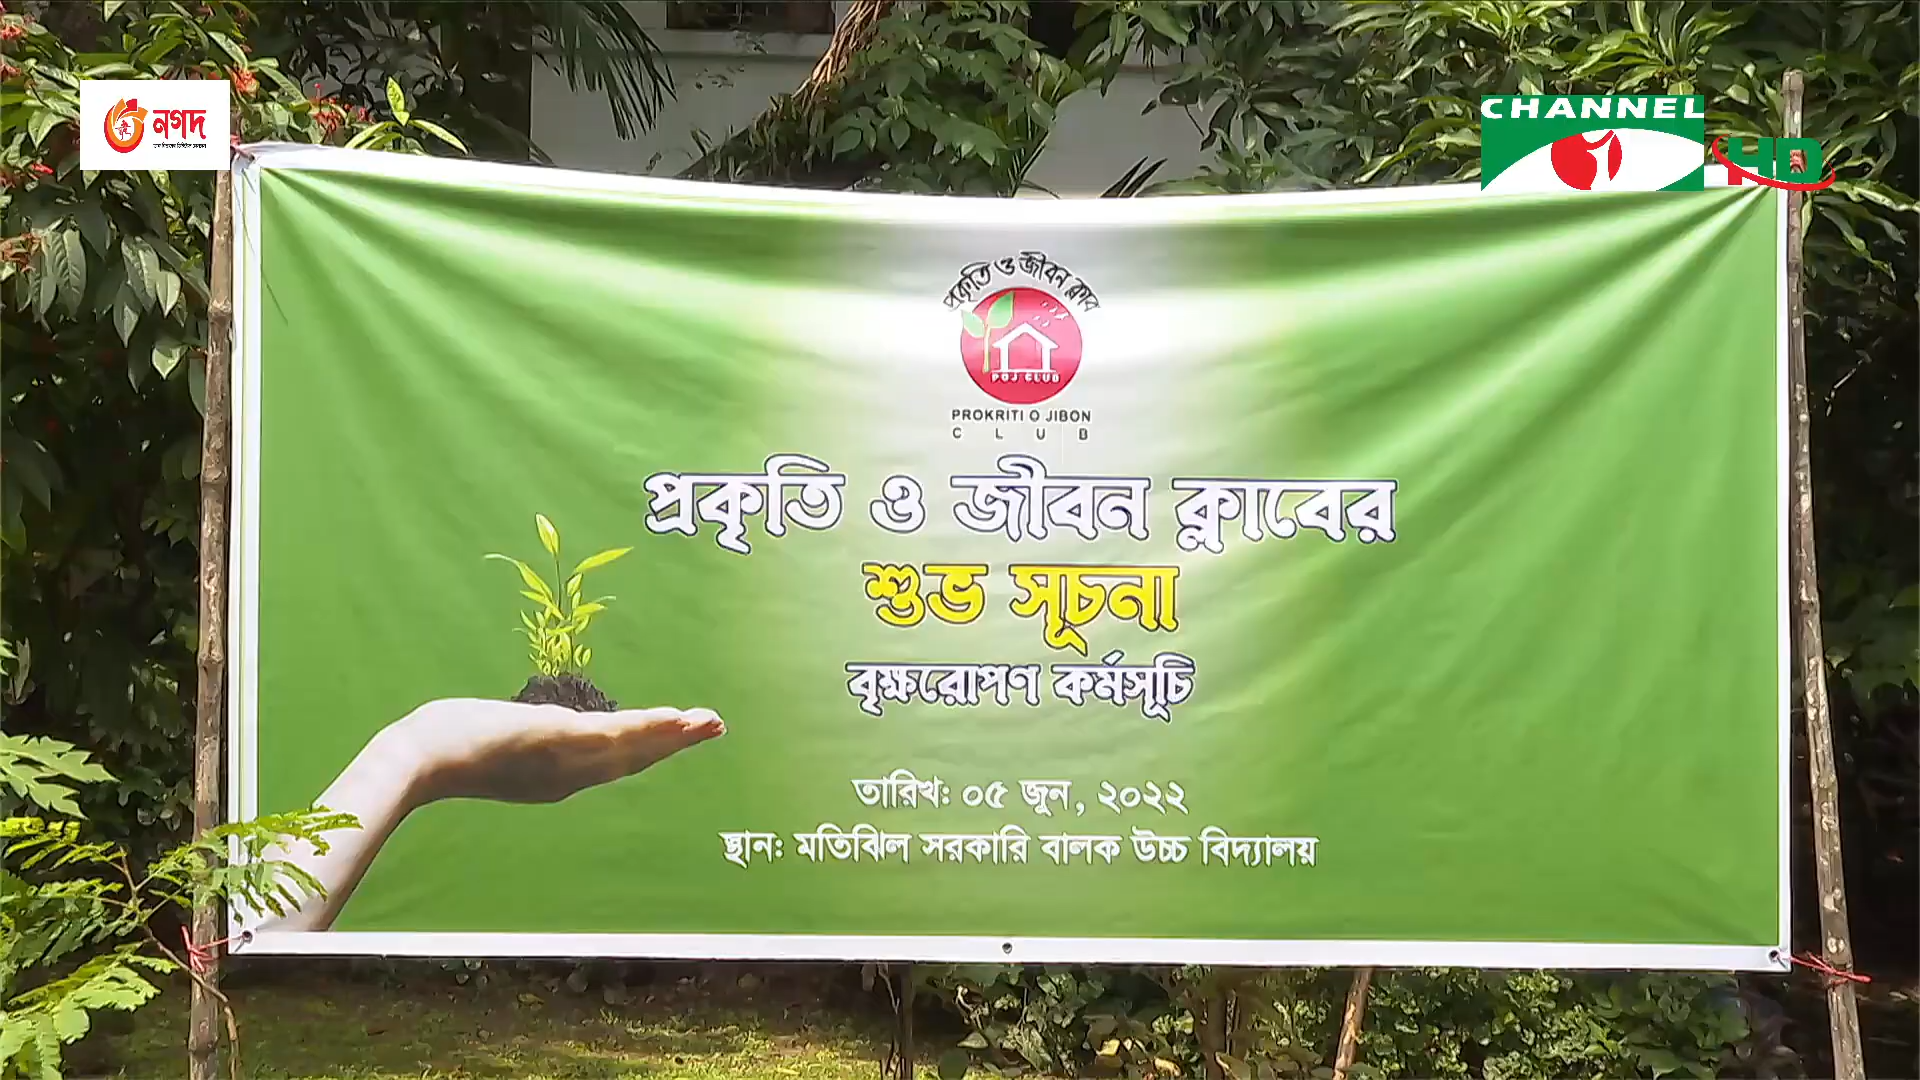 নগদ
CHANNEL
HD
প্রকৃতি ও জীবন ক্লাব
POJ CLUB
PROKRITI O JIBON
CLUB
প্রকৃতি ও জীবন ক্লাবের
শুভ সূচনা
বৃক্ষরোপণ কর্মসূচি
তারিখ: ০৫ জুন, ২০২২
স্থান: মতিঝিল সরকারি বালক উচ্চ বিদ্যালয়